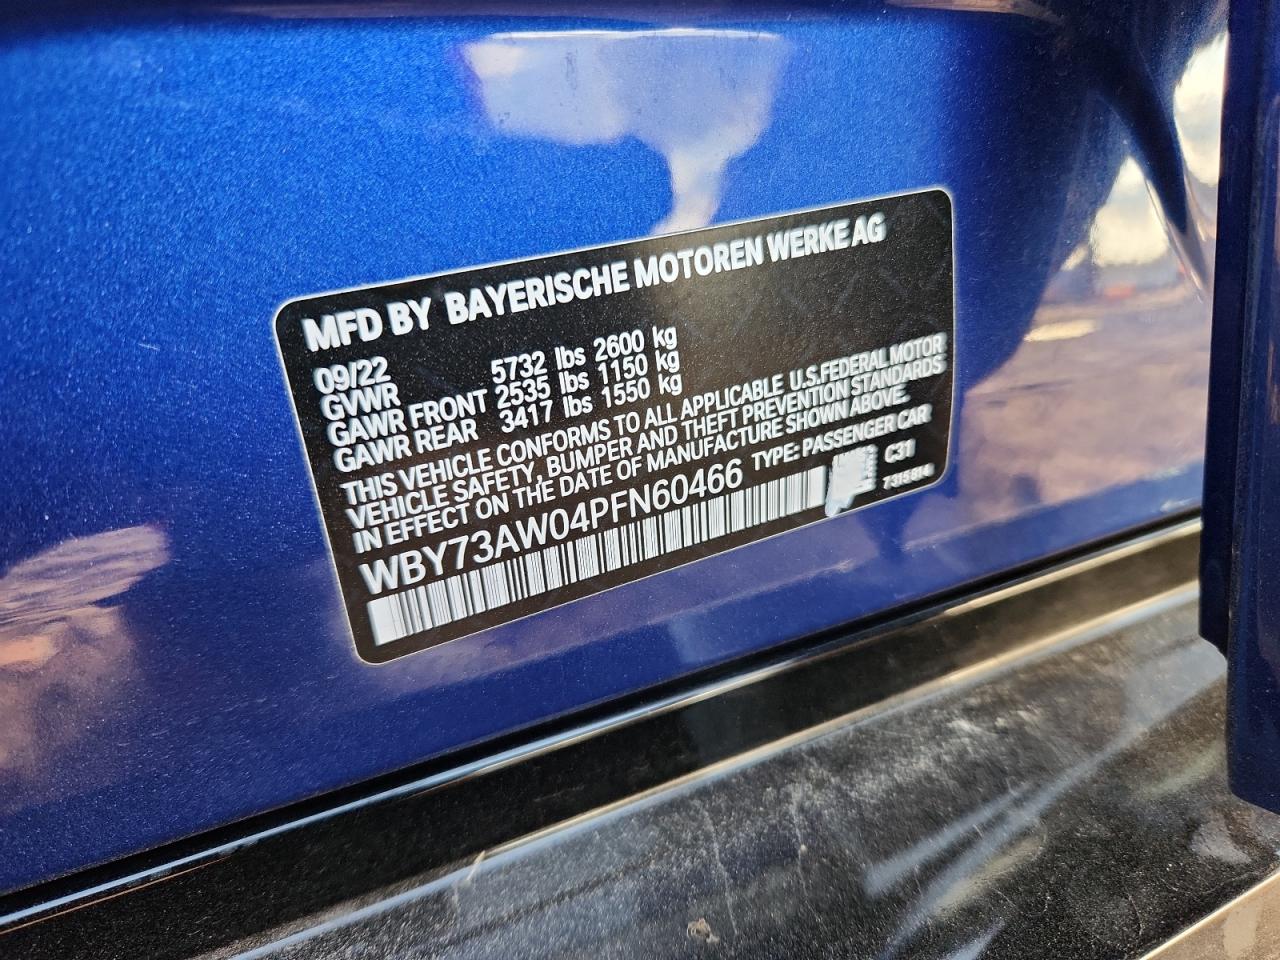 MFD BY BAYERISCHE MOTOREN WERKE AG
09/22
GVWR 5732 lbs 2600 kg
GAWR FRONT 2535 lbs 1150 kg
GAWR REAR 3417 lbs 1550 kg
THIS VEHICLE CONFORMS TO ALL APPLICABLE U.S.FEDERAL MOTOR
VEHICLE SAFETY, BUMPER AND THEFT PREVENTION STANDARDS
IN EFFECT ON THE DATE OF MANUFACTURE SHOWN ABOVE.
WBY73AW04PFN60466 TYPE: PASSENGER CAR
C31
7315814